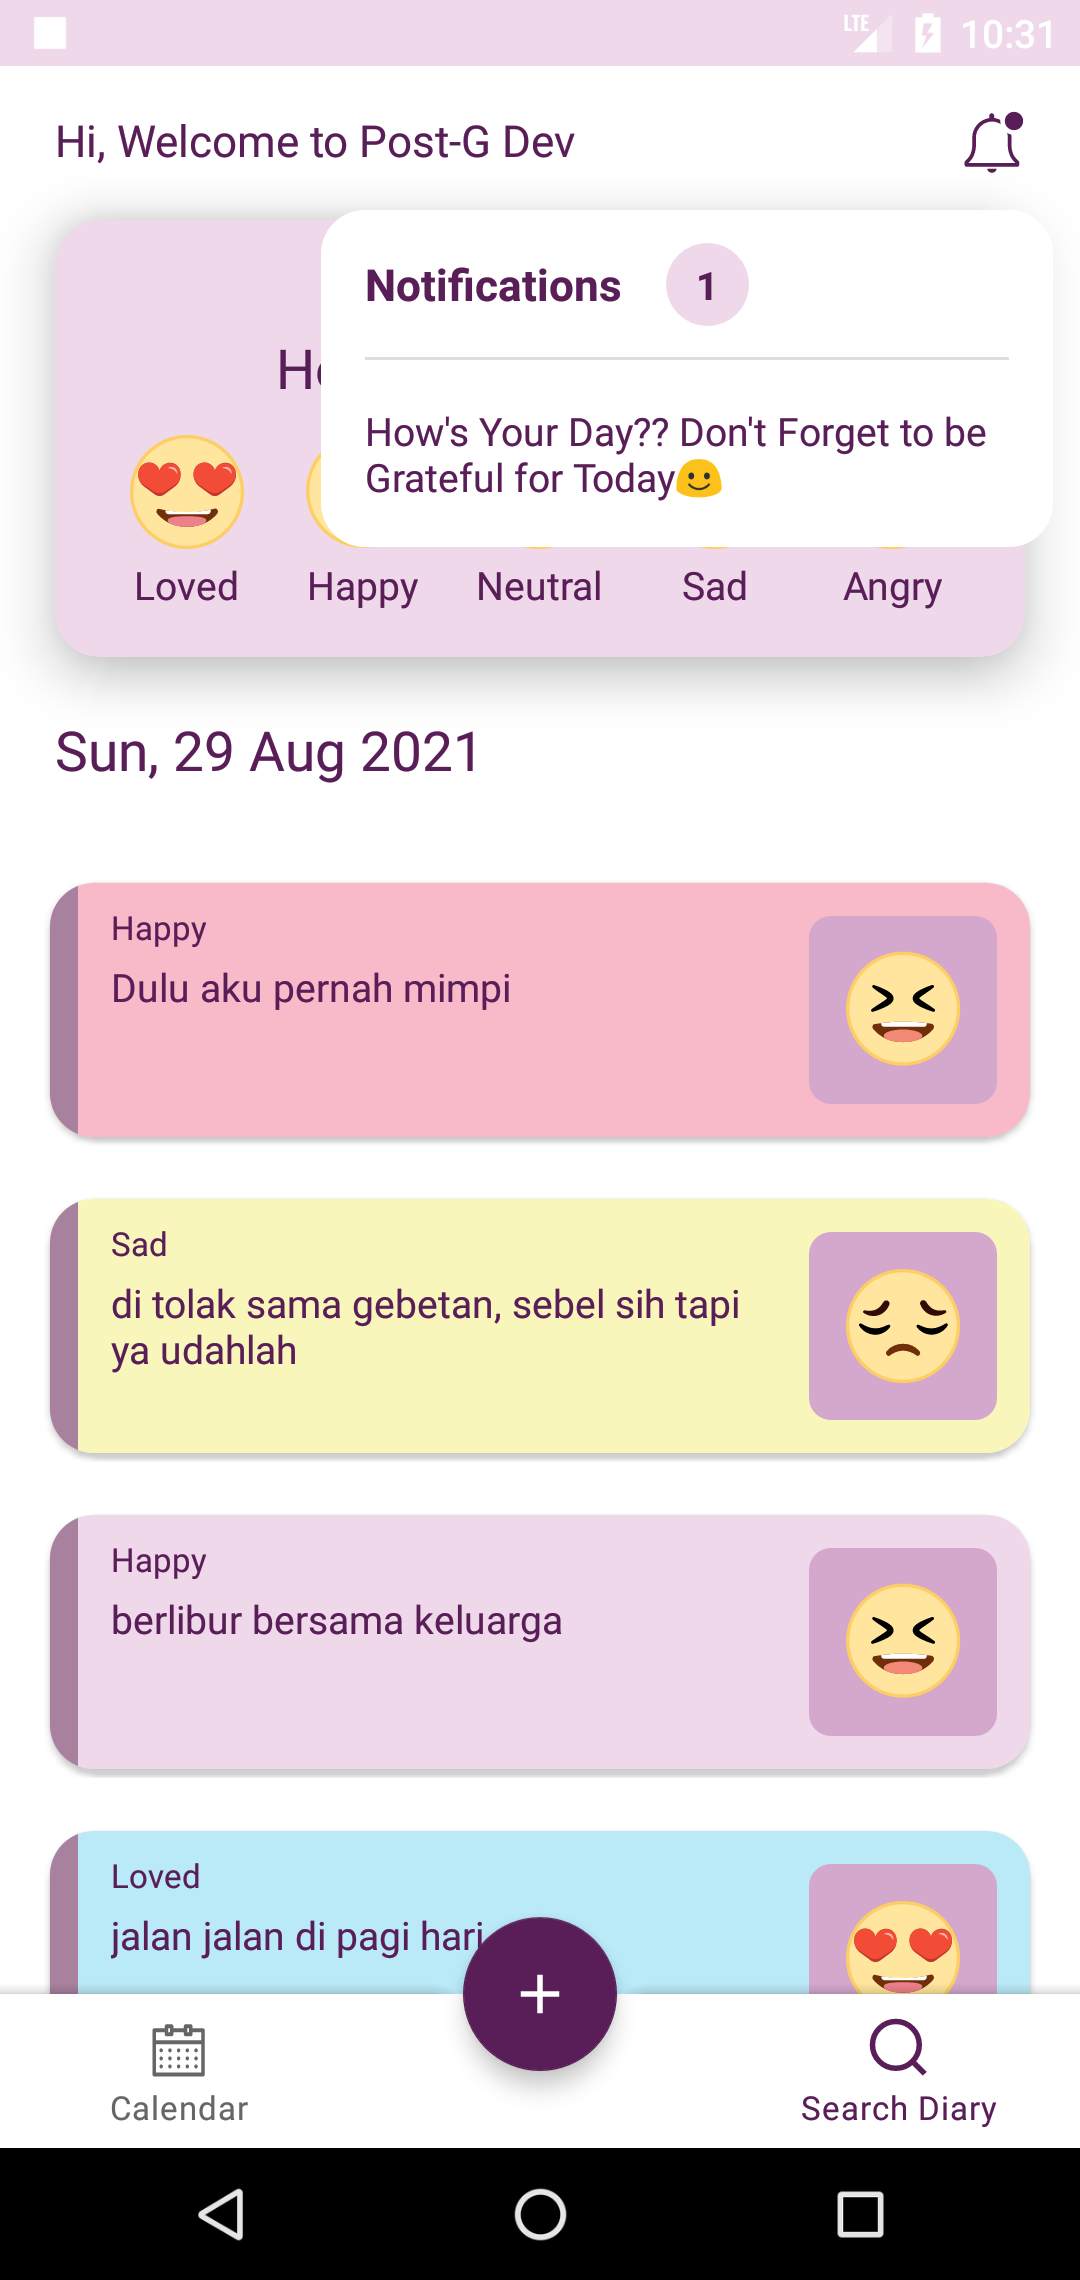 LTE 10:31
Hi, Welcome to Post-G Dev
Notifications 1
How's Your Day?? Don't Forget to be
Grateful for Today🙂
Loved Happy Neutral Sad Angry
Sun, 29 Aug 2021
Happy
Dulu aku pernah mimpi
Sad
di tolak sama gebetan, sebel sih tapi
ya udahlah
Happy
berlibur bersama keluarga
Loved
jalan jalan di pagi hari
+
Calendar
Search Diary